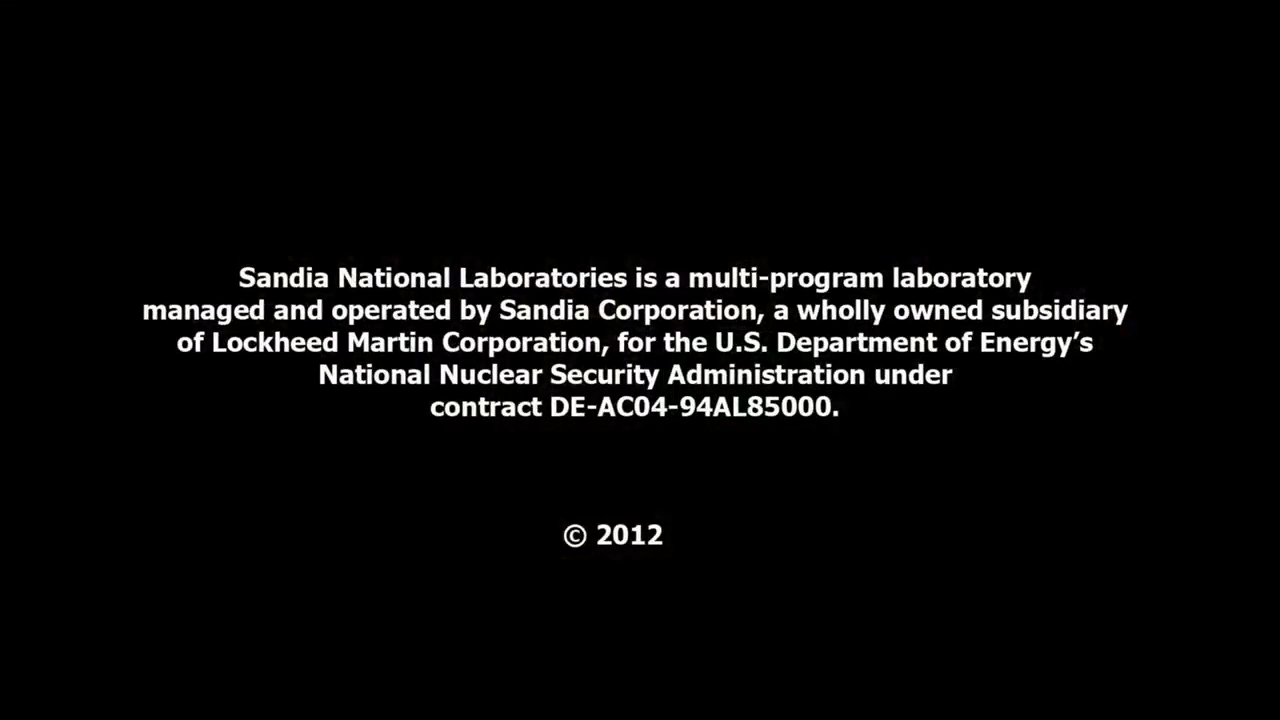 Sandia National Laboratories is a multi-program laboratory
managed and operated by Sandia Corporation, a wholly owned subsidiary
of Lockheed Martin Corporation, for the U.S. Department of Energy’s
National Nuclear Security Administration under
contract DE-AC04-94AL85000.
© 2012